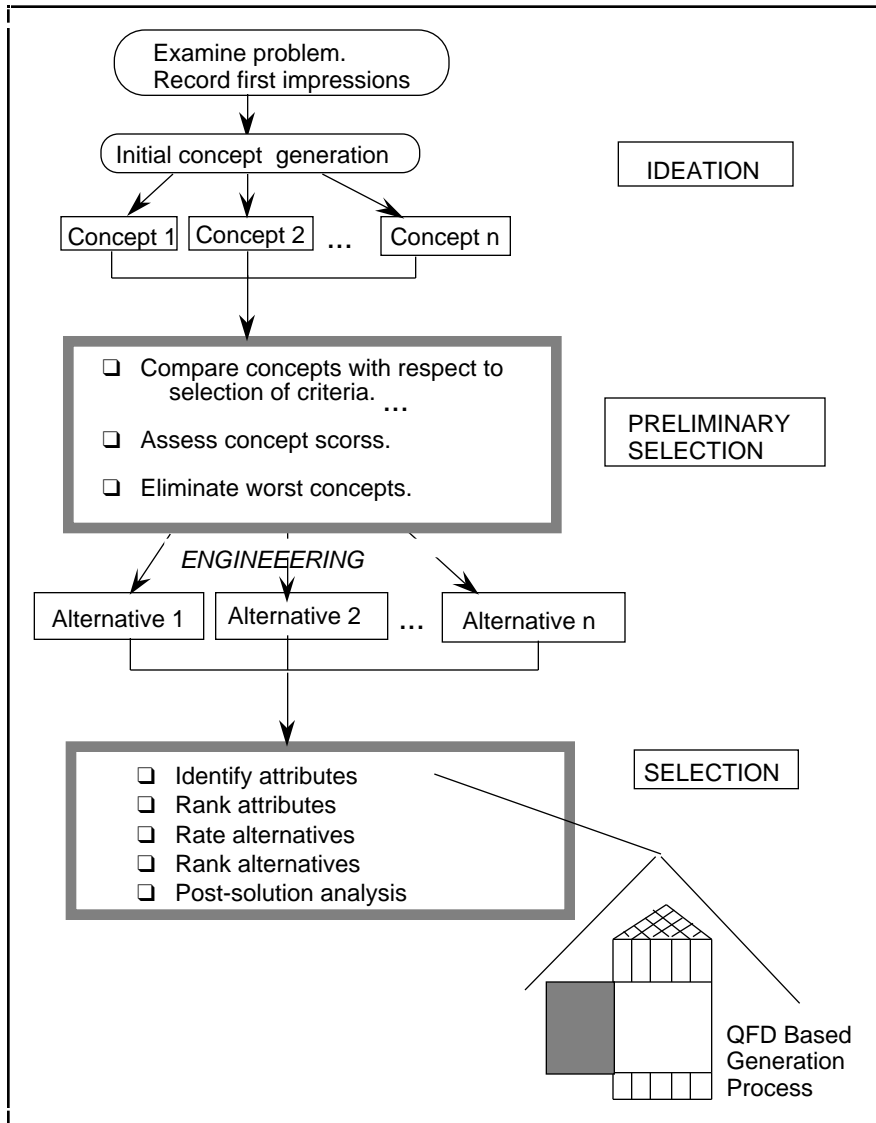 Examine problem.
Record first impressions
Initial concept generation
IDEATION
Concept 1
Concept 2
...
Concept n
❑ Compare concepts with respect to
selection of criteria.
...
❑ Assess concept scorss.
❑ Eliminate worst concepts.
PRELIMINARY
SELECTION
ENGINEEERING
Alternative 1
Alternative 2
...
Alternative n
SELECTION
❑ Identify attributes
❑ Rank attributes
❑ Rate alternatives
❑ Rank alternatives
❑ Post-solution analysis
QFD Based
Generation
Process